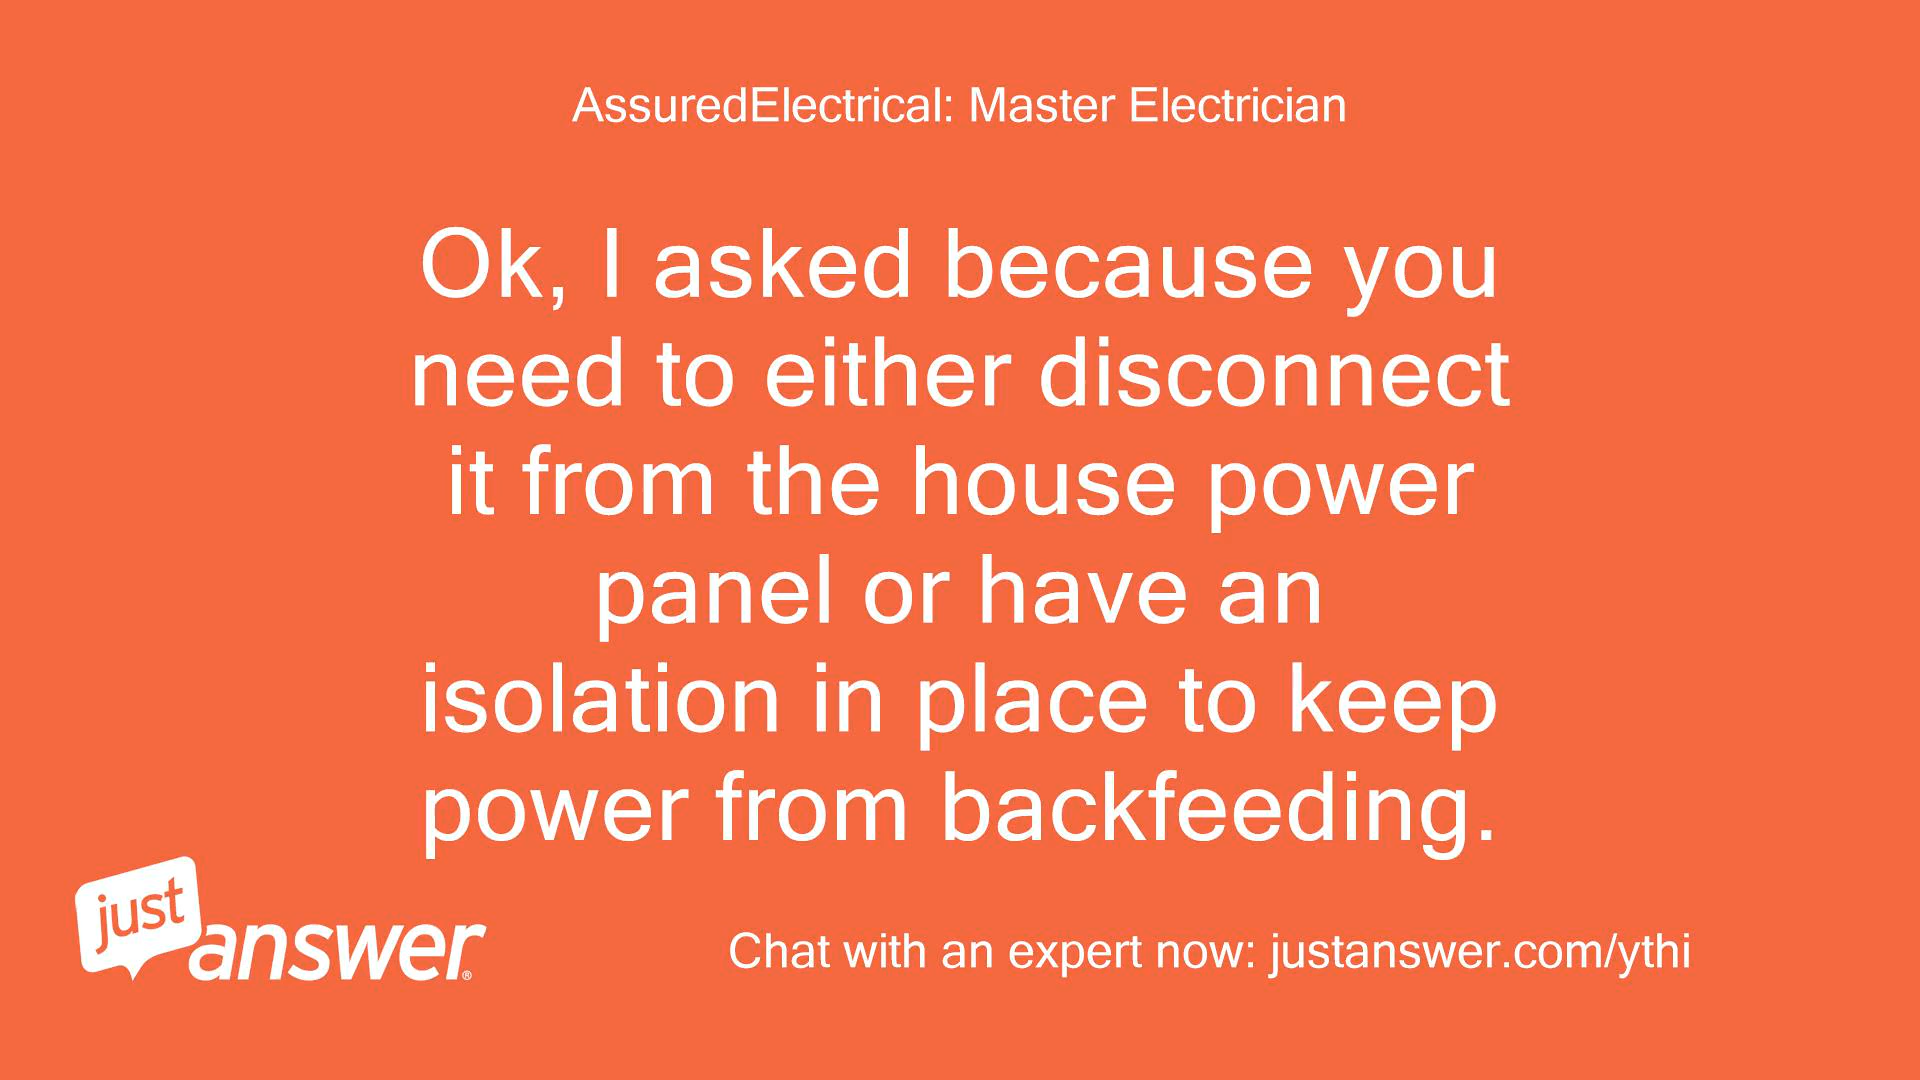 AssuredElectrical: Master Electrician
Ok, I asked because you
need to either disconnect
it from the house power
panel or have an
isolation in place to keep
power from backfeeding.
just
answer®
Chat with an expert now: justanswer.com/ythi